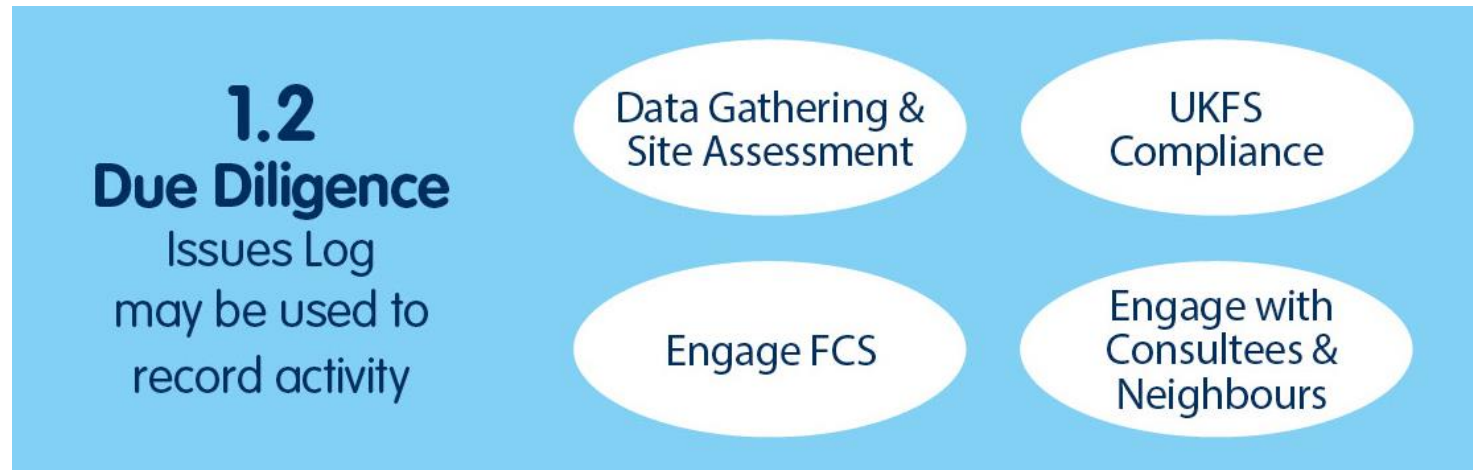 1.2
Due Diligence
Issues Log
may be used to
record activity
Data Gathering &
Site Assessment
UKFS
Compliance
Engage FCS
Engage with
Consultees &
Neighbours